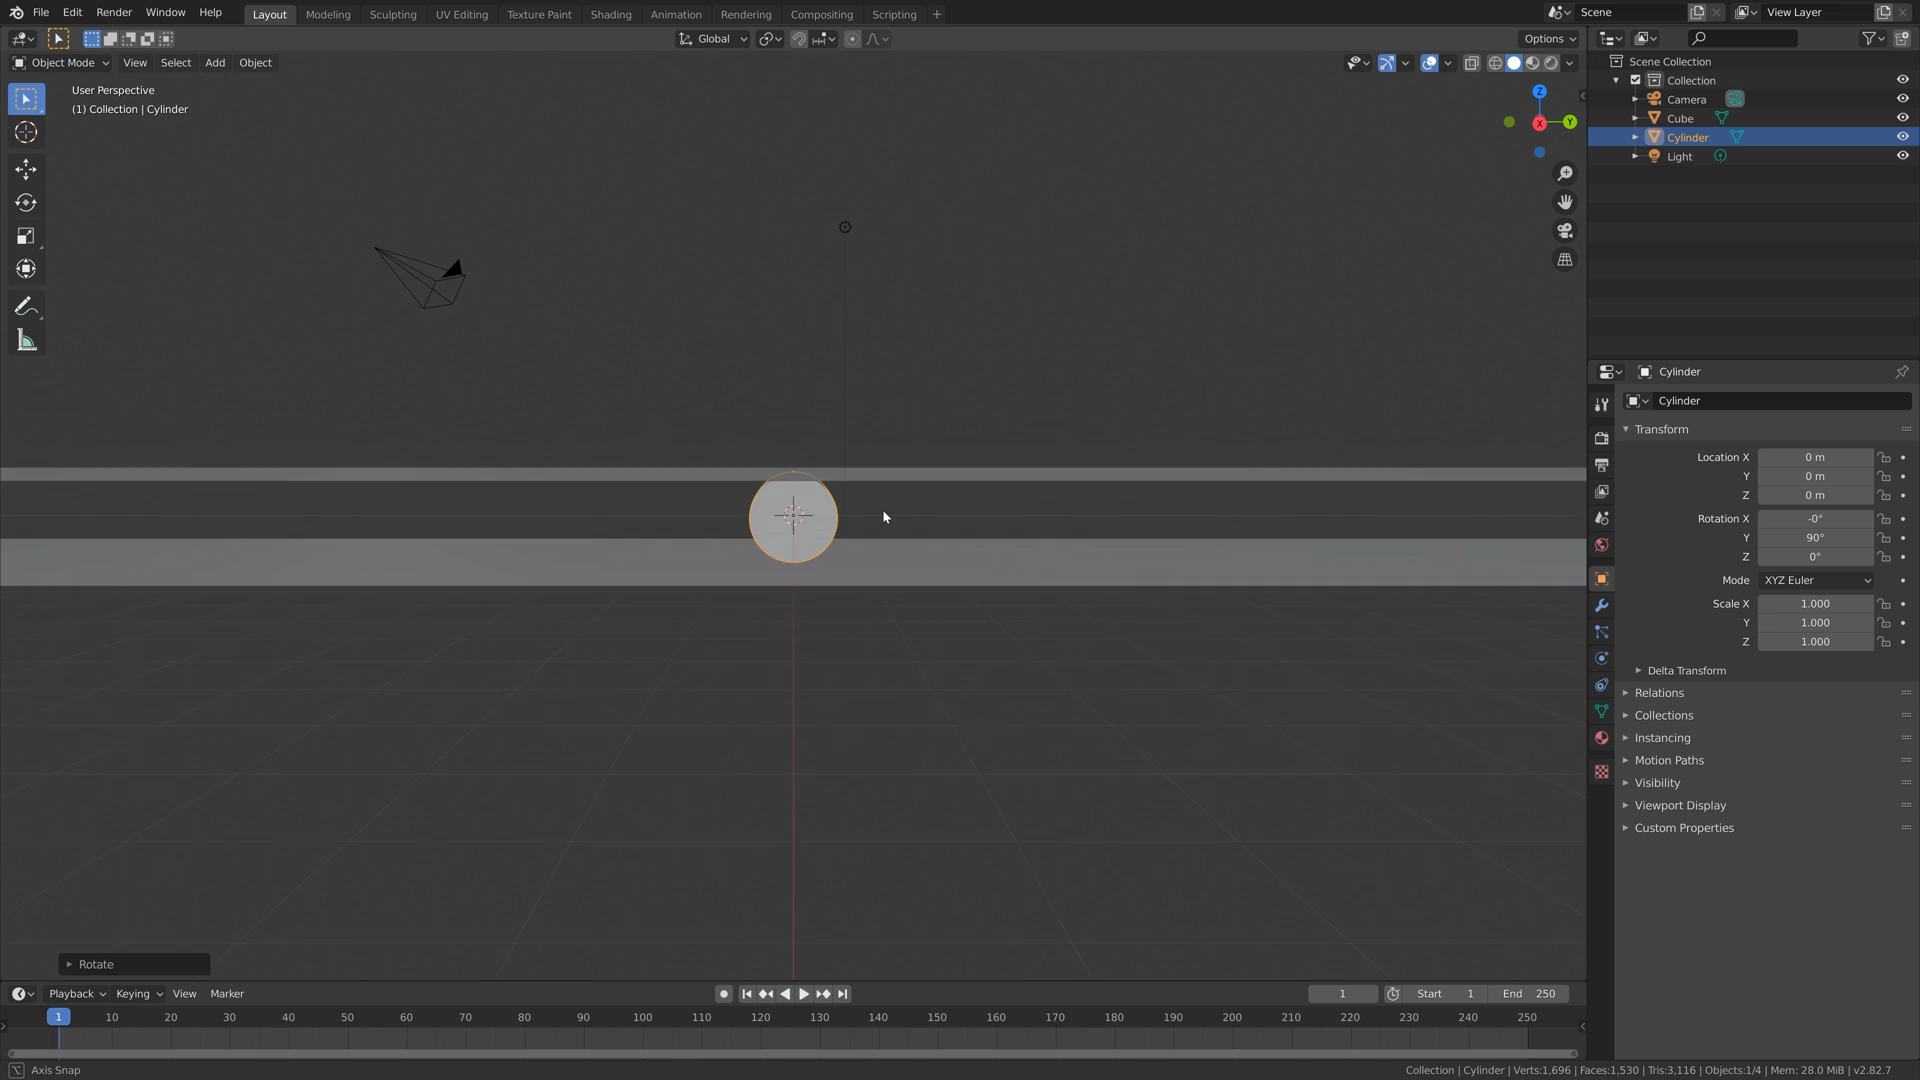 File Edit Render Window Help
Layout Modeling Sculpting UV Editing Texture Paint Shading Animation Rendering Compositing Scripting +
Scene
View Layer
Global
Options
Object Mode View Select Add Object
User Perspective
(1) Collection | Cylinder
Z
X
Y
Scene Collection
Collection
Camera
Cube
Cylinder
Light
Cylinder
Cylinder
Transform
Location X 0 m
Y 0 m
Z 0 m
Rotation X -0°
Y 90°
Z 0°
Mode XYZ Euler
Scale X 1.000
Y 1.000
Z 1.000
Delta Transform
Relations
Collections
Instancing
Motion Paths
Visibility
Viewport Display
Custom Properties
Rotate
Playback Keying View Marker
1 Start 1 End 250
1 10 20 30 40 50 60 70 80 90 100 110 120 130 140 150 160 170 180 190 200 210 220 230 240 250
Axis Snap
Collection | Cylinder | Verts:1,696 | Faces:1,530 | Tris:3,116 | Objects:1/4 | Mem: 28.0 MiB | v2.82.7